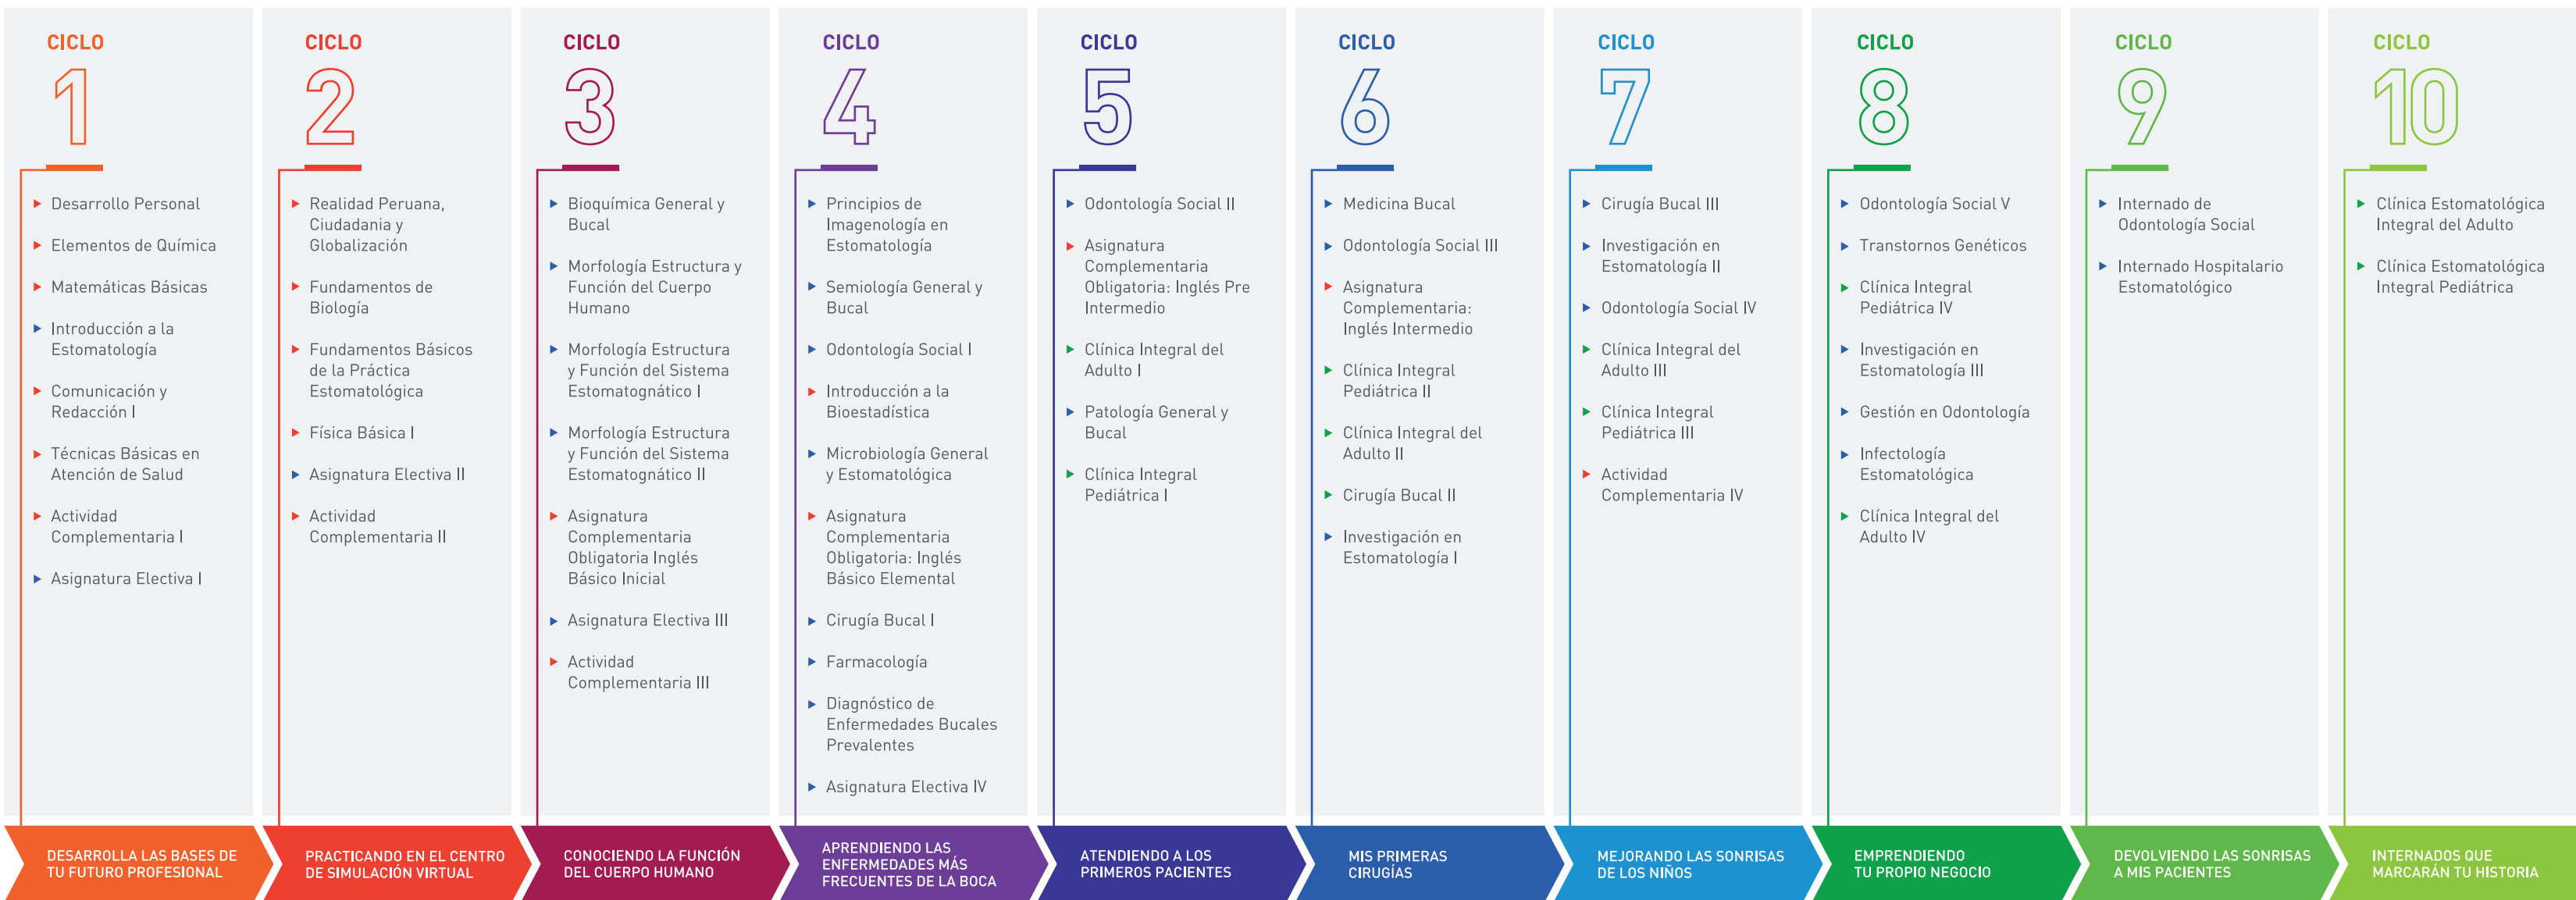 CICLO
1
Desarrollo Personal
Elementos de Química
Matemáticas Básicas
Introducción a la
Estomatología
Comunicación y
Redacción I
Técnicas Básicas en
Atención de Salud
Actividad
Complementaria I
Asignatura Electiva I
DESARROLLA LAS BASES DE
TU FUTURO PROFESIONAL
CICLO
2
Realidad Peruana,
Ciudadania y
Globalización
Fundamentos de
Biología
Fundamentos Básicos
de la Práctica
Estomatológica
Física Básica I
Asignatura Electiva II
Actividad
Complementaria II
PRACTICANDO EN EL CENTRO
DE SIMULACIÓN VIRTUAL
CICLO
3
Bioquímica General y
Bucal
Morfología Estructura y
Función del Cuerpo
Humano
Morfología Estructura
y Función del Sistema
Estomatognático I
Morfología Estructura
y Función del Sistema
Estomatognático II
Asignatura
Complementaria
Obligatoria Inglés
Básico Inicial
Asignatura Electiva III
Actividad
Complementaria III
CONOCIENDO LA FUNCIÓN
DEL CUERPO HUMANO
CICLO
4
Principios de
Imagenología en
Estomatología
Semiología General y
Bucal
Odontología Social I
Introducción a la
Bioestadística
Microbiología General
y Estomatológica
Asignatura
Complementaria
Obligatoria: Inglés
Básico Elemental
Cirugía Bucal I
Farmacología
Diagnóstico de
Enfermedades Bucales
Prevalentes
Asignatura Electiva IV
APRENDIENDO LAS
ENFERMEDADES MÁS
FRECUENTES DE LA BOCA
CICLO
5
Odontología Social II
Asignatura
Complementaria
Obligatoria: Inglés Pre
Intermedio
Clínica Integral del
Adulto I
Patología General y
Bucal
Clínica Integral
Pediátrica I
ATENDIENDO A LOS
PRIMEROS PACIENTES
CICLO
6
Medicina Bucal
Odontología Social III
Asignatura
Complementaria:
Inglés Intermedio
Clínica Integral
Pediátrica II
Clínica Integral del
Adulto II
Cirugía Bucal II
Investigación en
Estomatología I
MIS PRIMERAS
CIRUGÍAS
CICLO
7
Cirugía Bucal III
Investigación en
Estomatología II
Odontología Social IV
Clínica Integral del
Adulto III
Clínica Integral
Pediátrica III
Actividad
Complementaria IV
MEJORANDO LAS SONRISAS
DE LOS NIÑOS
CICLO
8
Odontología Social V
Transtornos Genéticos
Clínica Integral
Pediátrica IV
Investigación en
Estomatología III
Gestión en Odontología
Infectología
Estomatológica
Clínica Integral del
Adulto IV
EMPRENDIENDO
TU PROPIO NEGOCIO
CICLO
9
Internado de
Odontología Social
Internado Hospitalario
Estomatológico
DEVOLVIENDO LAS SONRISAS
A MIS PACIENTES
CICLO
10
Clínica Estomatológica
Integral del Adulto
Clínica Estomatológica
Integral Pediátrica
INTERNADOS QUE
MARCARÁN TU HISTORIA